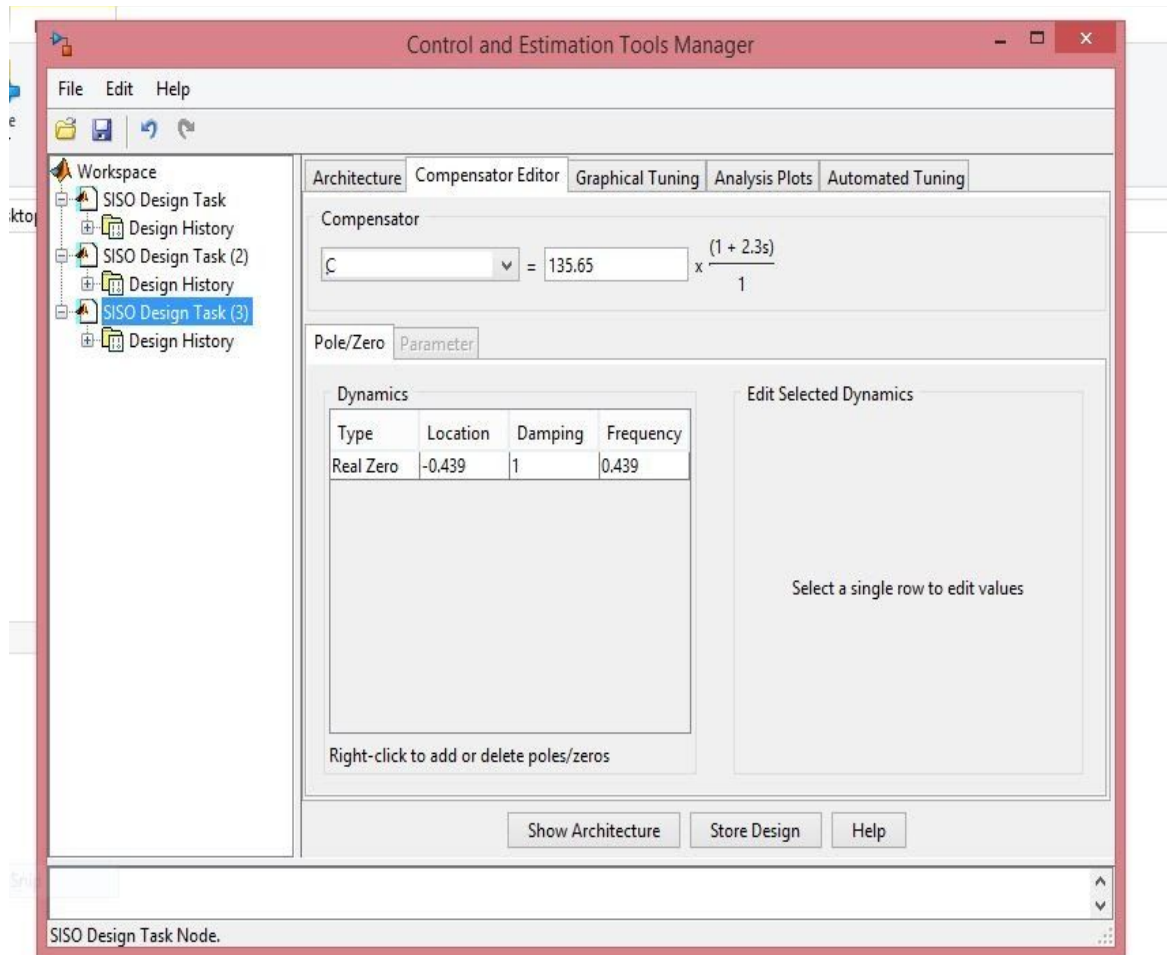 Control and Estimation Tools Manager
File Edit Help
Workspace
SISO Design Task
Design History
SISO Design Task (2)
Design History
SISO Design Task (3)
Design History
Architecture Compensator Editor Graphical Tuning Analysis Plots Automated Tuning
Compensator
C = 135.65 x (1 + 2.3s)
1
Pole/Zero Parameter
Dynamics
Type Location Damping Frequency
Real Zero -0.439 1 0.439
Right-click to add or delete poles/zeros
Edit Selected Dynamics
Select a single row to edit values
Show Architecture Store Design Help
SISO Design Task Node.
ktop
Snip